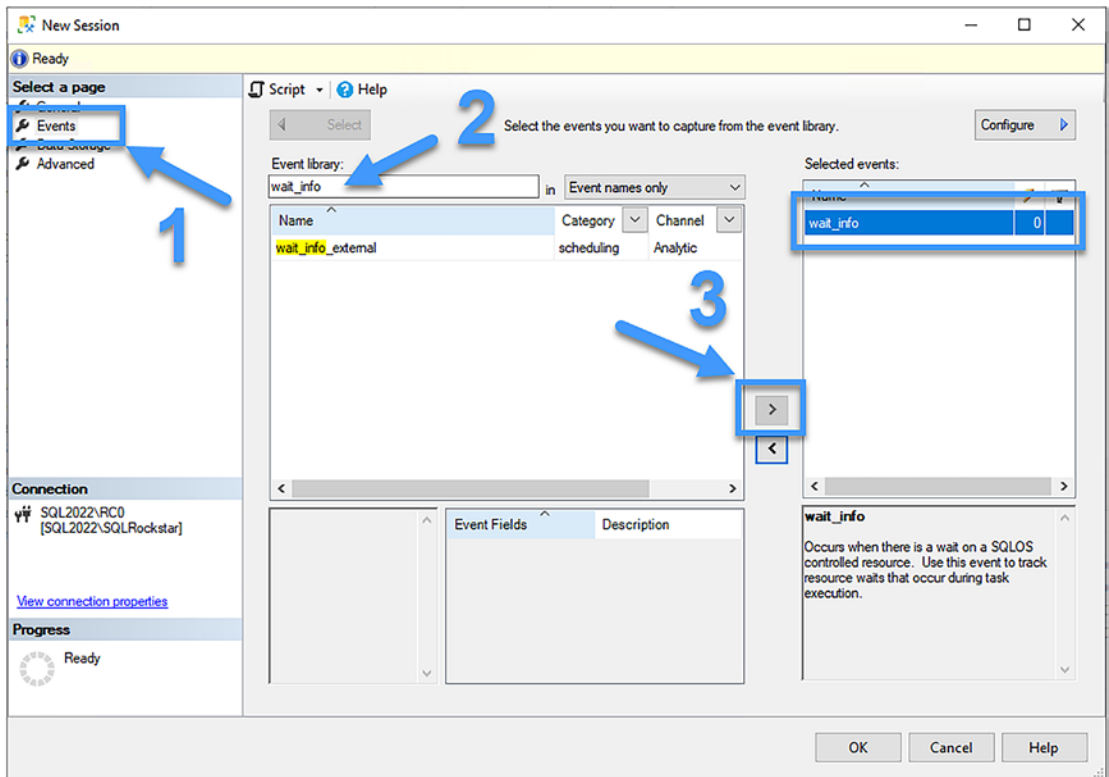 New Session
Ready
Select a page
General
Events
Data Storage
Advanced
Script
Help
Select
Select the events you want to capture from the event library.
Configure
Event library:
wait_info
in
Event names only
Name
Category
Channel
wait_info_external
scheduling
Analytic
Selected events:
Name
wait_info
0
1
2
3
>
<
Connection
SQL2022\RC0
[SQL2022\SQLRockstar]
View connection properties
Progress
Ready
Event Fields
Description
wait_info
Occurs when there is a wait on a SQLOS
controlled resource.  Use this event to track
resource waits that occur during task
execution.
OK
Cancel
Help